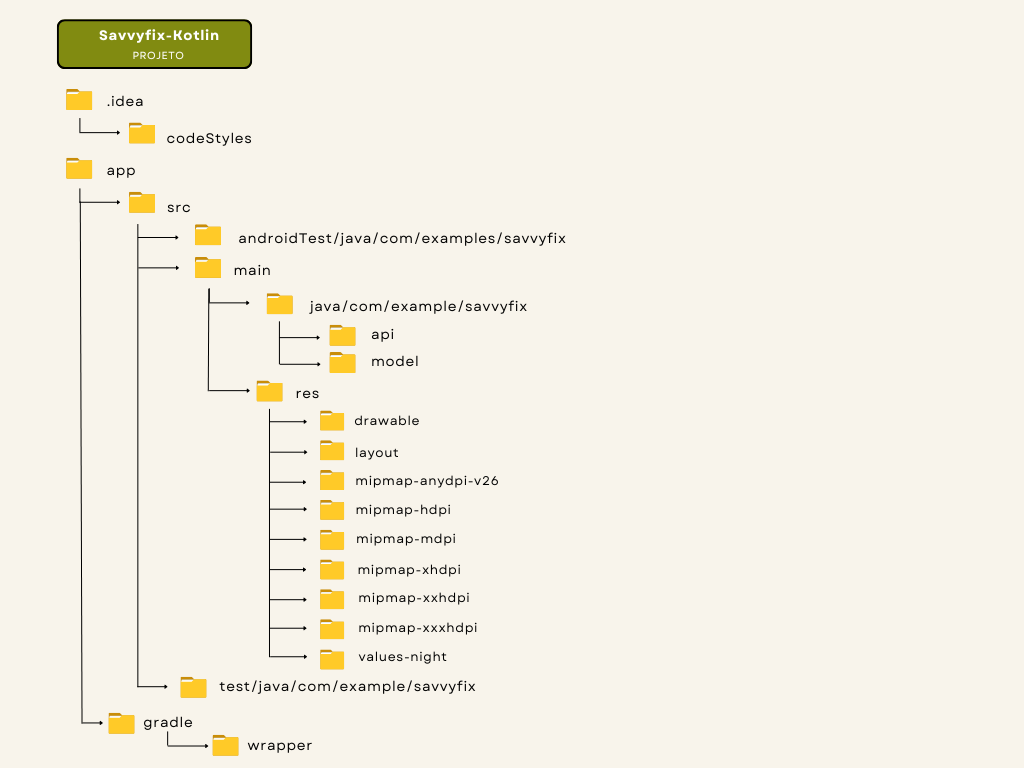 Savvyfix-Kotlin
PROJETO
.idea
codeStyles
app
src
androidTest/java/com/examples/savvyfix
main
java/com/example/savvyfix
api
model
res
drawable
layout
mipmap-anydpi-v26
mipmap-hdpi
mipmap-mdpi
mipmap-xhdpi
mipmap-xxhdpi
mipmap-xxxhdpi
values-night
test/java/com/example/savvyfix
gradle
wrapper